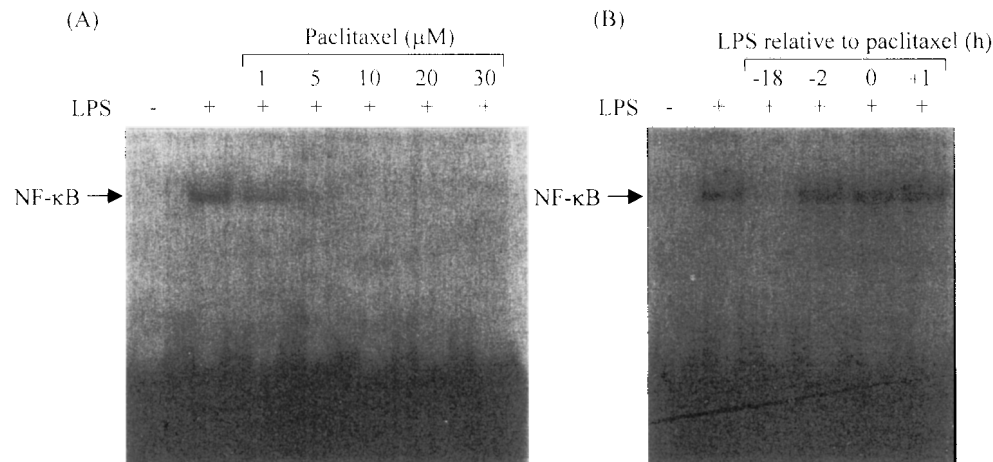 (A)
Paclitaxel (μM)
1 5 10 20 30
LPS - + + + + + +
NF-κB
(B)
LPS relative to paclitaxel (h)
-18 -2 0 +1
LPS - + + + + +
NF-κB